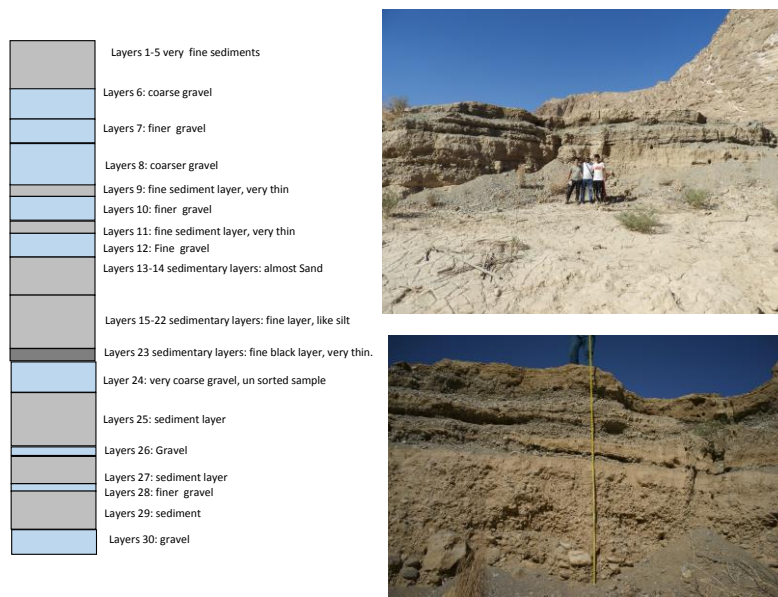 Layers 1-5 very fine sediments
Layers 6: coarse gravel
Layers 7: finer gravel
Layers 8: coarser gravel
Layers 9: fine sediment layer, very thin
Layers 10: finer gravel
Layers 11: fine sediment layer, very thin
Layers 12: Fine gravel
Layers 13-14 sedimentary layers: almost Sand
Layers 15-22 sedimentary layers: fine layer, like silt
Layers 23 sedimentary layers: fine black layer, very thin.
Layer 24: very coarse gravel, un sorted sample
Layers 25: sediment layer
Layers 26: Gravel
Layers 27: sediment layer
Layers 28: finer gravel
Layers 29: sediment
Layers 30: gravel